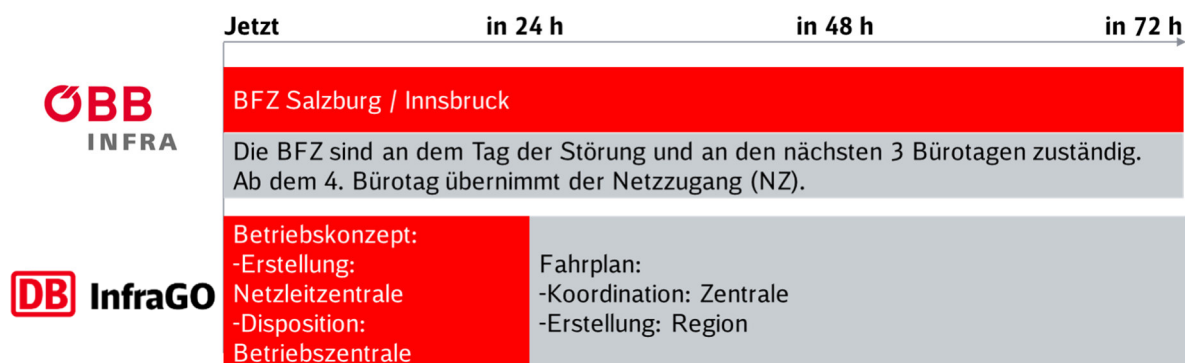 Jetzt in 24 h in 48 h in 72 h
ÖBB
INFRA
BFZ Salzburg / Innsbruck
Die BFZ sind an dem Tag der Störung und an den nächsten 3 Bürotagen zuständig.
Ab dem 4. Bürotag übernimmt der Netzzugang (NZ).
DB InfraGO
Betriebskonzept:
-Erstellung:
Netzleitzentrale
-Disposition:
Betriebszentrale
Fahrplan:
-Koordination: Zentrale
-Erstellung: Region